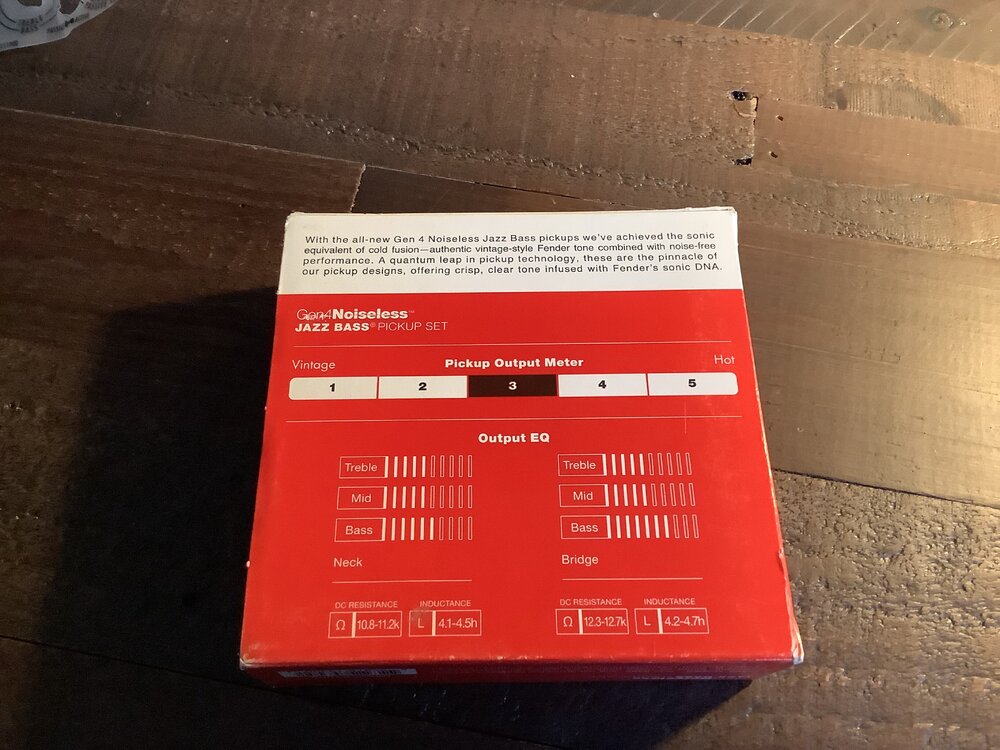 With the all-new Gen 4 Noiseless Jazz Bass pickups we've achieved the sonic
equivalent of cold fusion—authentic vintage-style Fender tone combined with noise-free
performance. A quantum leap in pickup technology, these are the pinnacle of
our pickup designs, offering crisp, clear tone infused with Fender's sonic DNA.
Gen4Noiseless™
JAZZ BASS® PICKUP SET
Vintage Pickup Output Meter Hot
1 2 3 4 5
Output EQ
Treble Treble
Mid Mid
Bass Bass
Neck Bridge
DC RESISTANCE INDUCTANCE DC RESISTANCE INDUCTANCE
Ω 10.8-11.2k L 4.1-4.5h Ω 12.3-12.7k L 4.2-4.7h